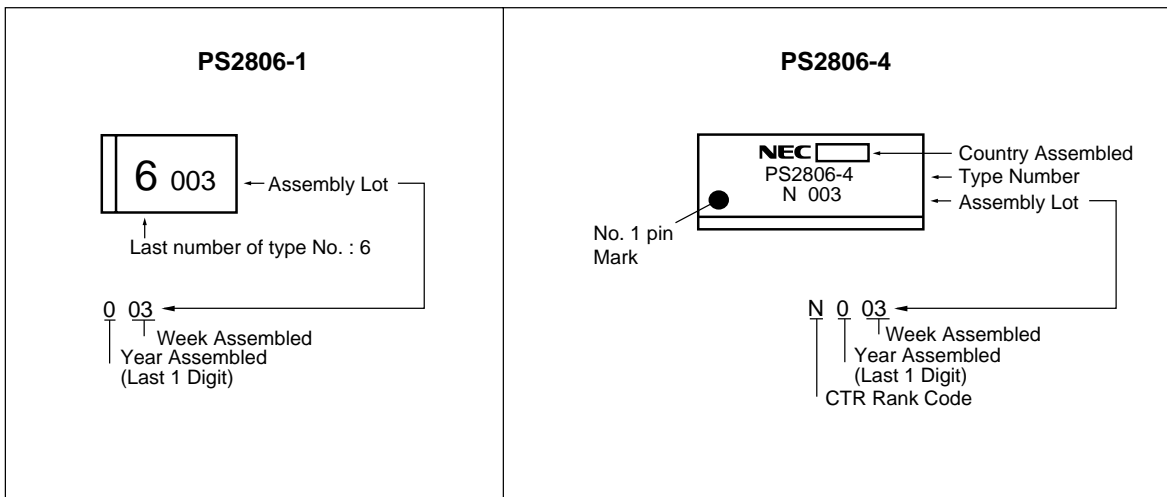 PS2806-1
6 003
Assembly Lot
Last number of type No. : 6
0 03
Week Assembled
Year Assembled
(Last 1 Digit)
PS2806-4
NEC
Country Assembled
PS2806-4
Type Number
N 003
Assembly Lot
No. 1 pin
Mark
N 0 03
Week Assembled
Year Assembled
(Last 1 Digit)
CTR Rank Code